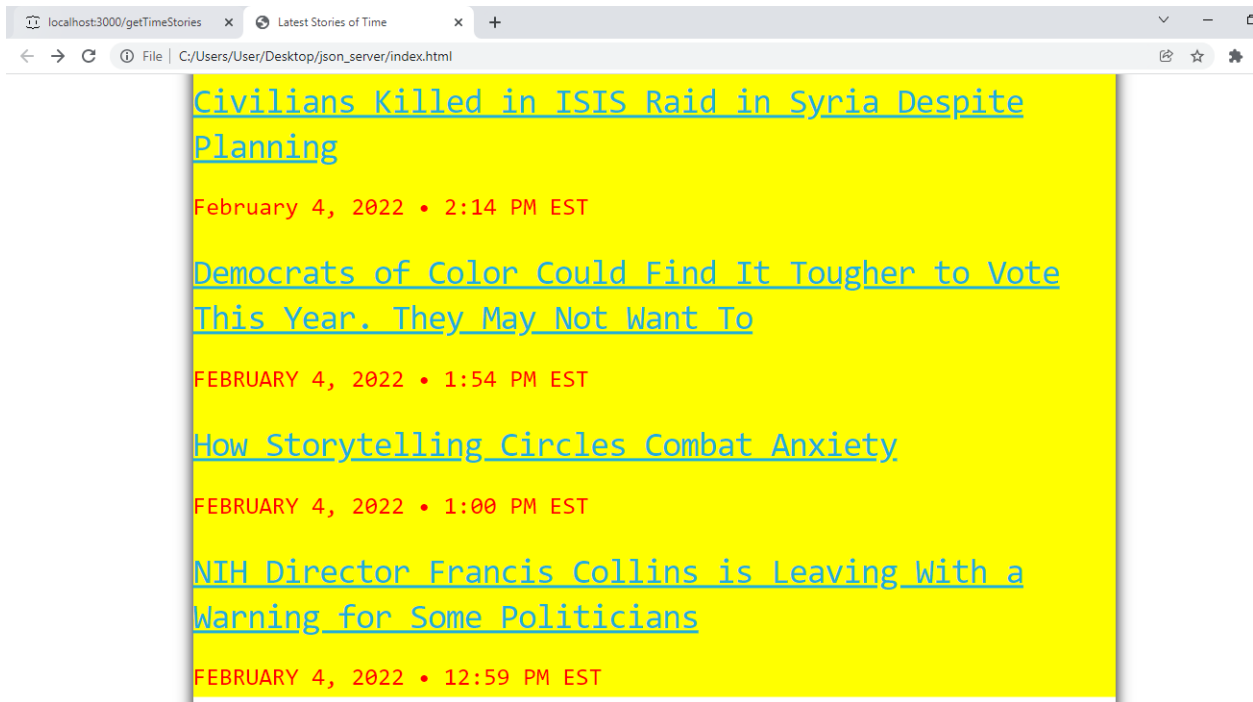 localhost:3000/getTimeStories
Latest Stories of Time
File
C:/Users/User/Desktop/json_server/index.html
Civilians Killed in ISIS Raid in Syria Despite
Planning
February 4, 2022 • 2:14 PM EST
Democrats of Color Could Find It Tougher to Vote
This Year. They May Not Want To
FEBRUARY 4, 2022 • 1:54 PM EST
How Storytelling Circles Combat Anxiety
FEBRUARY 4, 2022 • 1:00 PM EST
NIH Director Francis Collins is Leaving With a
Warning for Some Politicians
FEBRUARY 4, 2022 • 12:59 PM EST